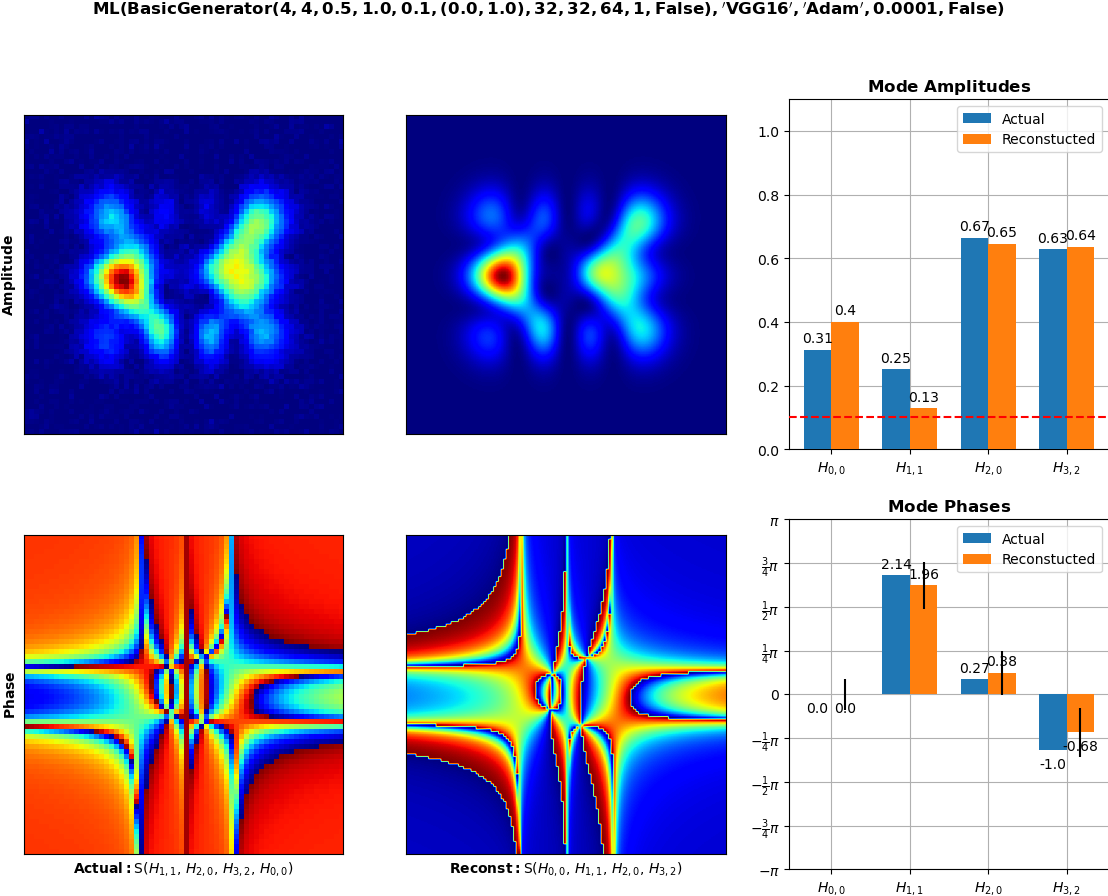 ML(BasicGenerator(4, 4, 0.5, 1.0, 0.1, (0.0, 1.0), 32, 32, 64, 1, False), ′VGG16′, ′Adam′, 0.0001, False)
Amplitude
Mode Amplitudes
Actual
Reconstucted
1.0
0.8
0.6
0.4
0.2
0.0
0.31
0.4
0.25
0.13
0.67
0.65
0.63
0.64
H0,0
H1,1
H2,0
H3,2
Phase
Actual: S(H1,1, H2,0, H3,2, H0,0)
Reconst: S(H0,0, H1,1, H2,0, H3,2)
Mode Phases
Actual
Reconstucted
π
3/4π
1/2π
1/4π
0
−1/4π
−1/2π
−3/4π
−π
0.0
0.0
2.14
1.96
0.27
0.38
-1.0
-0.68
H0,0
H1,1
H2,0
H3,2